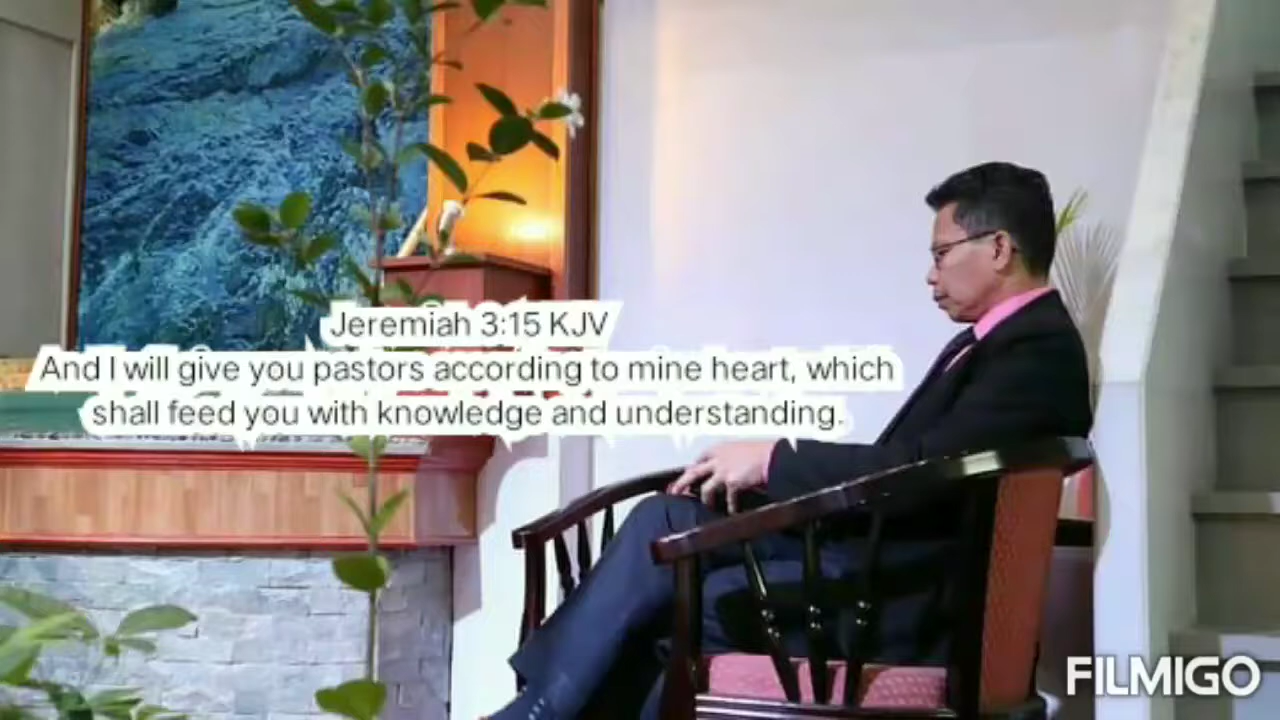 Jeremiah 3:15 KJV
And I will give you pastors according to mine heart, which
shall feed you with knowledge and understanding.
FILMIGO